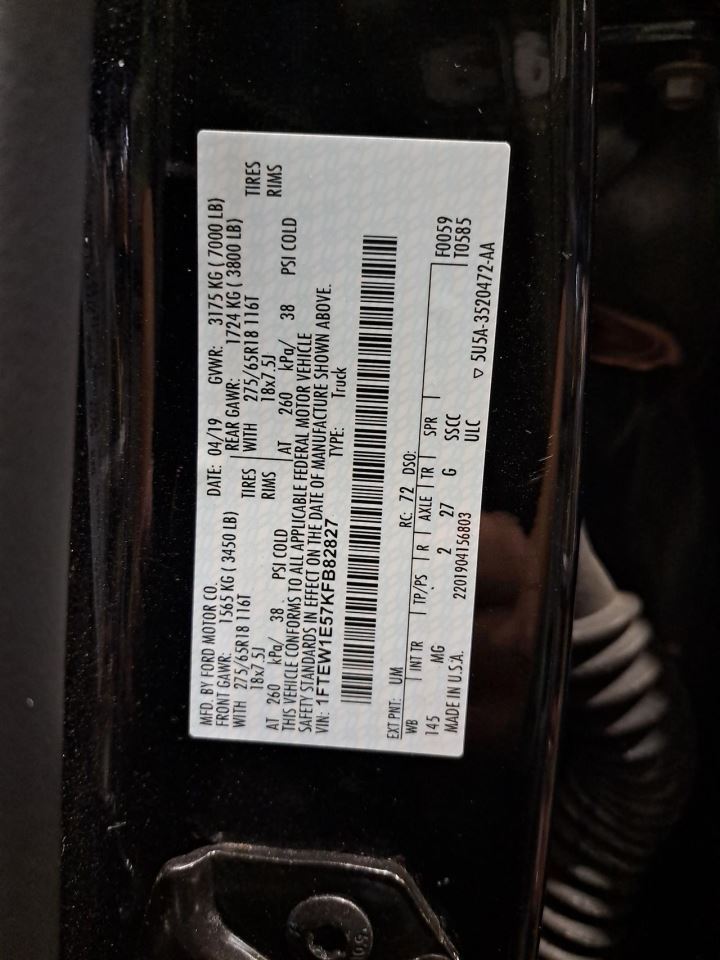 MFD. BY FORD MOTOR CO.
DATE: 04/19 GVWR: 3175 KG ( 7000 LB)
FRONT GAWR: 1565 KG ( 3450 LB)
REAR GAWR: 1724 KG ( 3800 LB)
WITH 275/65R18 116T TIRES
WITH 275/65R18 116T TIRES
18x7.5J RIMS
18x7.5J RIMS
AT 260 kPa/ 38 PSI COLD
AT 260 kPa/ 38 PSI COLD
THIS VEHICLE CONFORMS TO ALL APPLICABLE FEDERAL MOTOR VEHICLE
SAFETY STANDARDS IN EFFECT ON THE DATE OF MANUFACTURE SHOWN ABOVE.
VIN: 1FTEW1E57KFB82827 TYPE: Truck
EXT PNT: UM RC: 72 DSO:
WB INT TR TP/PS R AXLE TR SPR
145 MG 2 27 G SSCC
F0059
T0585
ULC
MADE IN U.S.A. 2201904156803
▽ 5U5A-3520472-AA